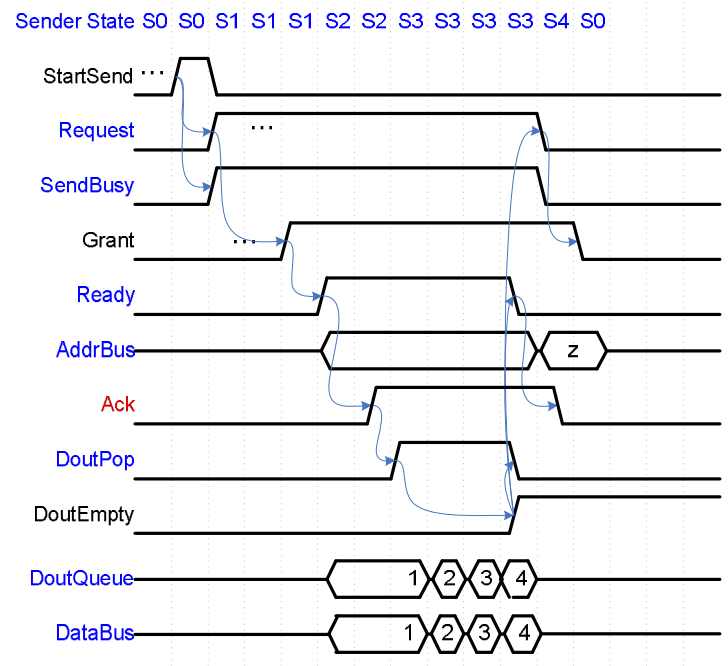 Sender State S0 S0 S1 S1 S1 S2 S2 S3 S3 S3 S3 S4 S0
StartSend ...
Request ...
SendBusy
Grant ...
Ready
AddrBus z
Ack
DoutPop
DoutEmpty
DoutQueue 1 2 3 4
DataBus 1 2 3 4